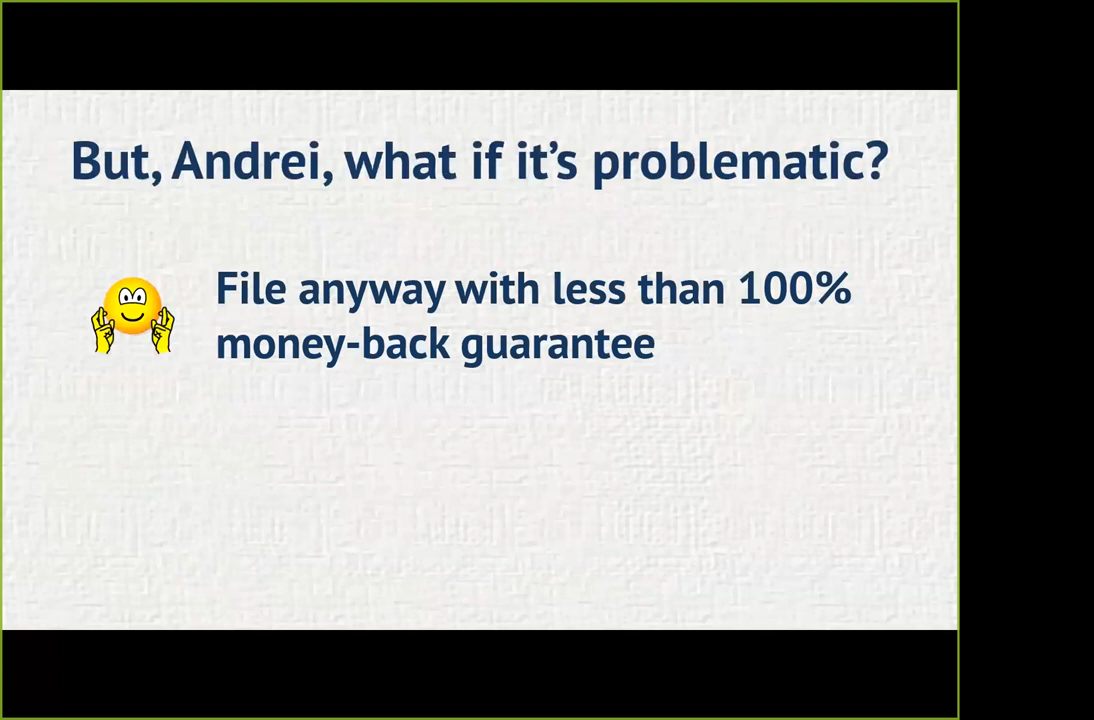 But, Andrei, what if it’s problematic?
File anyway with less than 100%
money-back guarantee